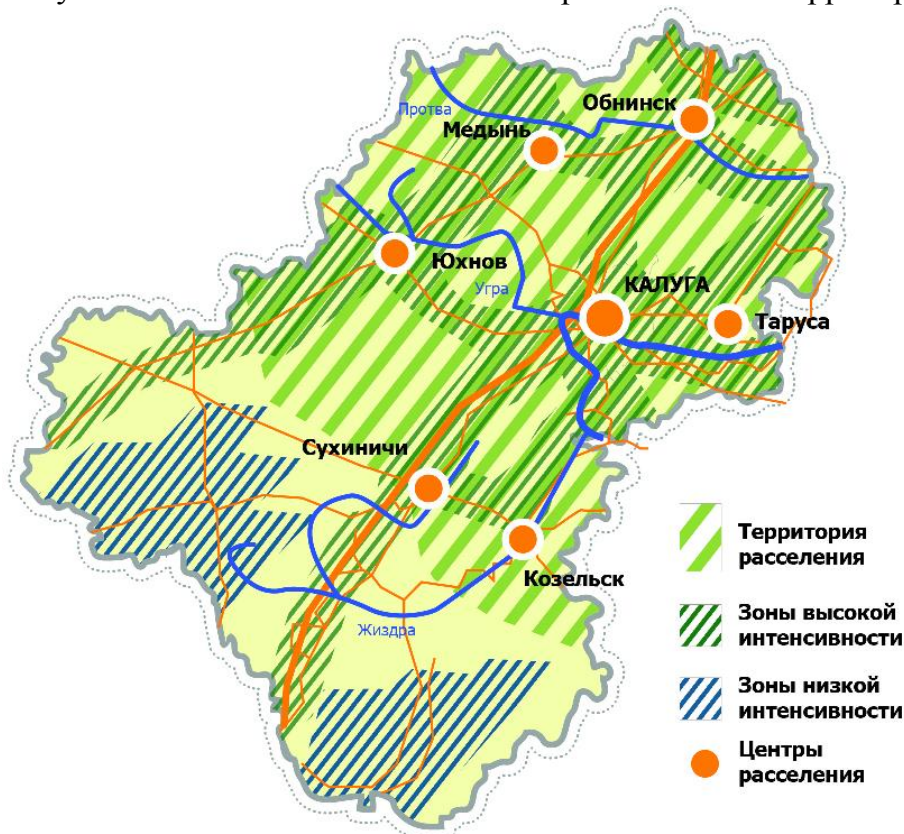 Обнинск
Протва
Медынь
Юхнов
Угра
КАЛУГА
Таруса
Сухиничи
Козельск
Жиздра
Территория
расселения
Зоны высокой
интенсивности
Зоны низкой
интенсивности
Центры
расселения